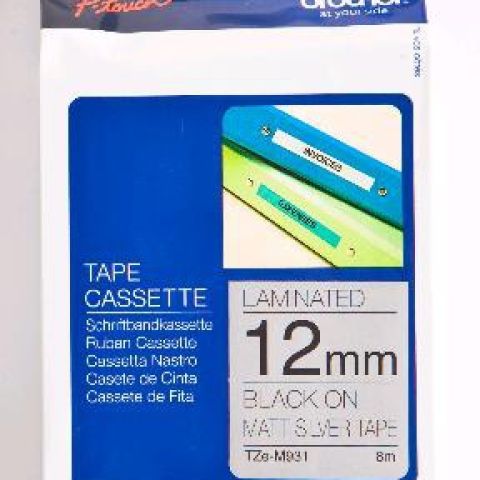 P-touch
brother
at your side
TAPE
CASSETTE
Schriftbandkassette
Ruban Cassette
Cassetta Nastro
Casete de Cinta
Cassete de Fita
INVOICES
LAMINATED
12mm
BLACK ON
MATT SILVER TAPE
TZe-M931 8m